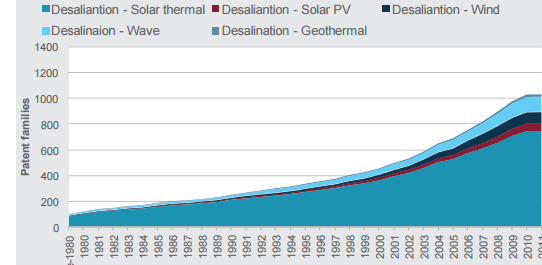 Desaliantion - Solar thermal Desaliantion - Solar PV Desaliantion - Wind
Desalinaion - Wave Desalination - Geothermal
1400
1200
1000
800
600
400
200
0
Patent families
1980 1981 1982 1983 1984 1985 1986 1987 1988 1989 1990 1991 1992 1993 1994 1995 1996 1997 1998 1999 2000 2001 2002 2003 2004 2005 2006 2007 2008 2009 2010